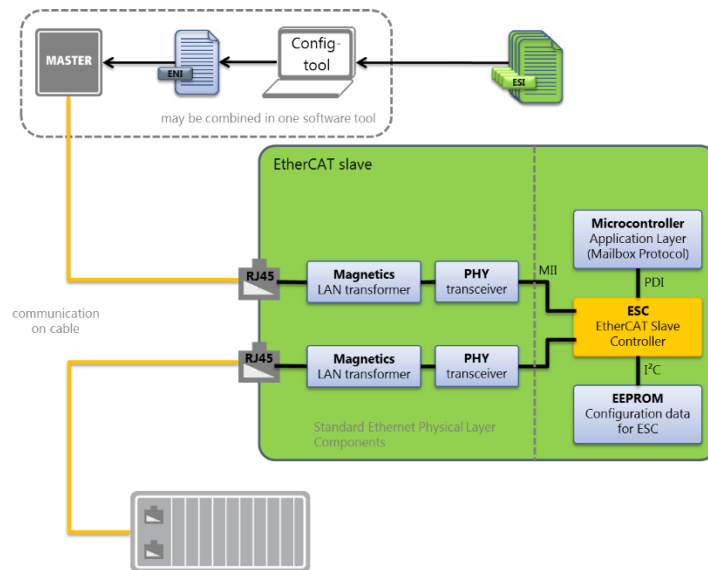 MASTER
ENI
Config-
tool
ESI
may be combined in one software tool
EtherCAT slave
Microcontroller
Application Layer
(Mailbox Protocol)
RJ45
Magnetics
LAN transformer
PHY
transceiver
MII
PDI
communication
on cable
ESC
EtherCAT Slave
Controller
RJ45
Magnetics
LAN transformer
PHY
transceiver
I²C
EEPROM
Configuration data
for ESC
Standard Ethernet Physical Layer
Components